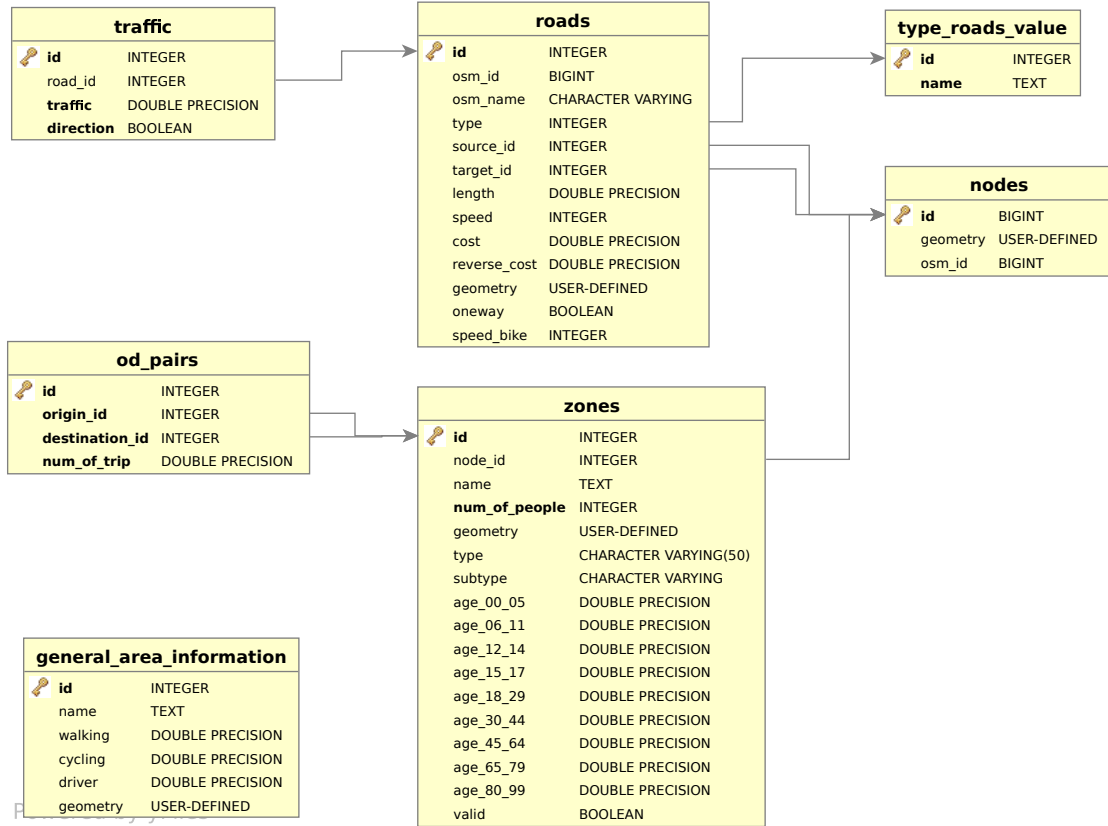 traffic
id INTEGER
road_id INTEGER
traffic DOUBLE PRECISION
direction BOOLEAN
roads
id INTEGER
osm_id BIGINT
osm_name CHARACTER VARYING
type INTEGER
source_id INTEGER
target_id INTEGER
length DOUBLE PRECISION
speed INTEGER
cost DOUBLE PRECISION
reverse_cost DOUBLE PRECISION
geometry USER-DEFINED
oneway BOOLEAN
speed_bike INTEGER
type_roads_value
id INTEGER
name TEXT
nodes
id BIGINT
geometry USER-DEFINED
osm_id BIGINT
od_pairs
id INTEGER
origin_id INTEGER
destination_id INTEGER
num_of_trip DOUBLE PRECISION
zones
id INTEGER
node_id INTEGER
name TEXT
num_of_people INTEGER
geometry USER-DEFINED
type CHARACTER VARYING(50)
subtype CHARACTER VARYING
age_00_05 DOUBLE PRECISION
age_06_11 DOUBLE PRECISION
age_12_14 DOUBLE PRECISION
age_15_17 DOUBLE PRECISION
age_18_29 DOUBLE PRECISION
age_30_44 DOUBLE PRECISION
age_45_64 DOUBLE PRECISION
age_65_79 DOUBLE PRECISION
age_80_99 DOUBLE PRECISION
valid BOOLEAN
general_area_information
id INTEGER
name TEXT
walking DOUBLE PRECISION
cycling DOUBLE PRECISION
driver DOUBLE PRECISION
geometry USER-DEFINED